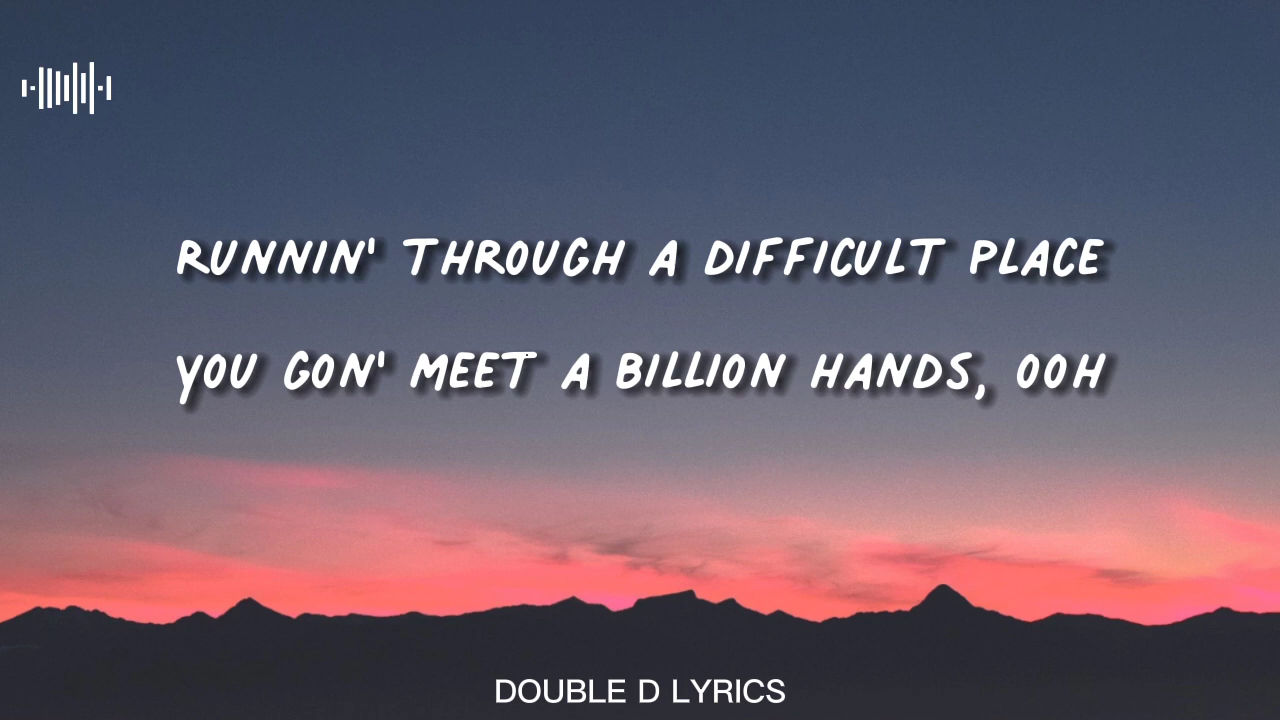 RUNNIN' THROUGH A DIFFICULT PLACE
YOU GON' MEET A BILLION HANDS, OOH
DOUBLE D LYRICS